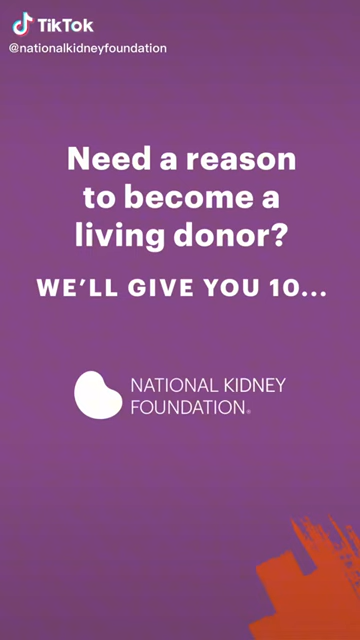 TikTok
@nationalkidneyfoundation
Need a reason
to become a
living donor?
WE'LL GIVE YOU 10...
NATIONAL KIDNEY
FOUNDATION®